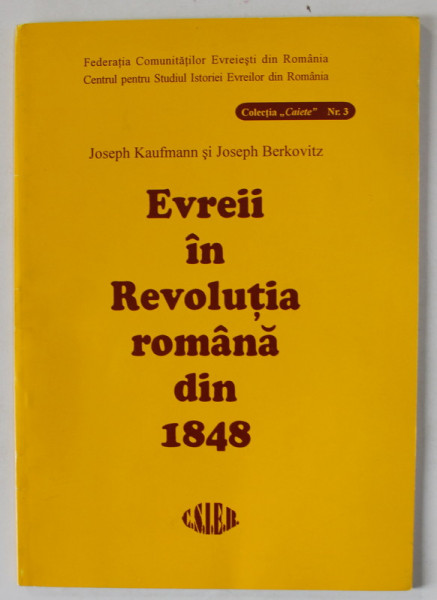 Federația Comunităților Evreiești din România
Centrul pentru Studiul Istoriei Evreilor din România
Colecția „Caiete” Nr. 3
Joseph Kaufmann și Joseph Berkovitz
Evreii
în
Revoluția
română
din
1848
C.S.I.E.R.